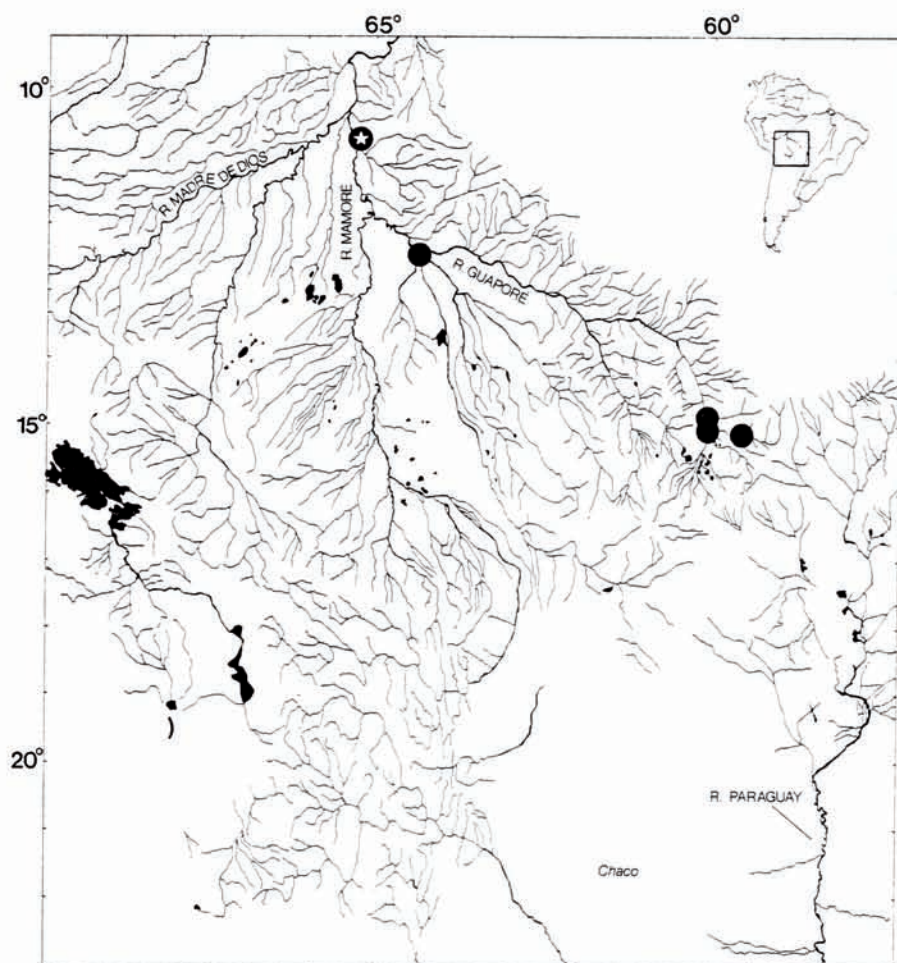 65° 60°
10°
R. MADRE DE DIOS
R. MAMORE
R. GUAPORE
15°
20°
R. PARAGUAY
Chaco